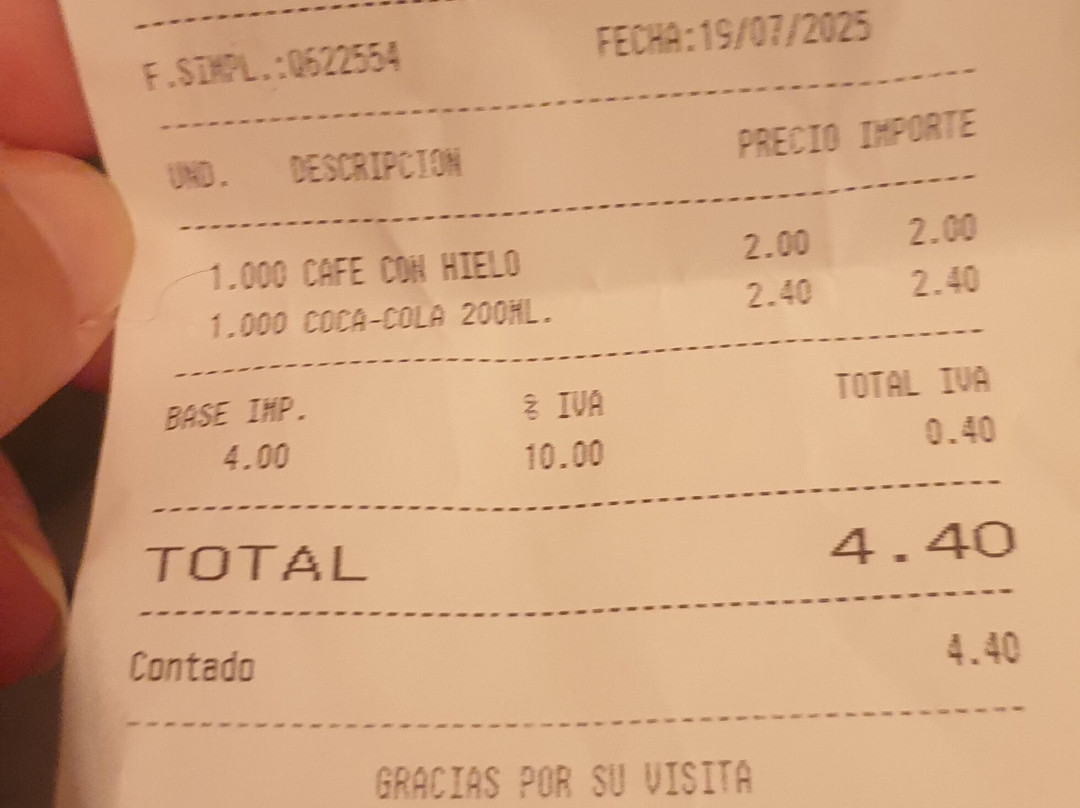 F.SIMPL.:Q622554 FECHA:19/07/2025
UND. DESCRIPCION PRECIO IMPORTE
1.000 CAFE CON HIELO 2.00 2.00
1.000 COCA-COLA 200ML. 2.40 2.40
BASE IMP. % IVA TOTAL IVA
4.00 10.00 0.40
TOTAL 4.40
Contado 4.40
GRACIAS POR SU VISITA